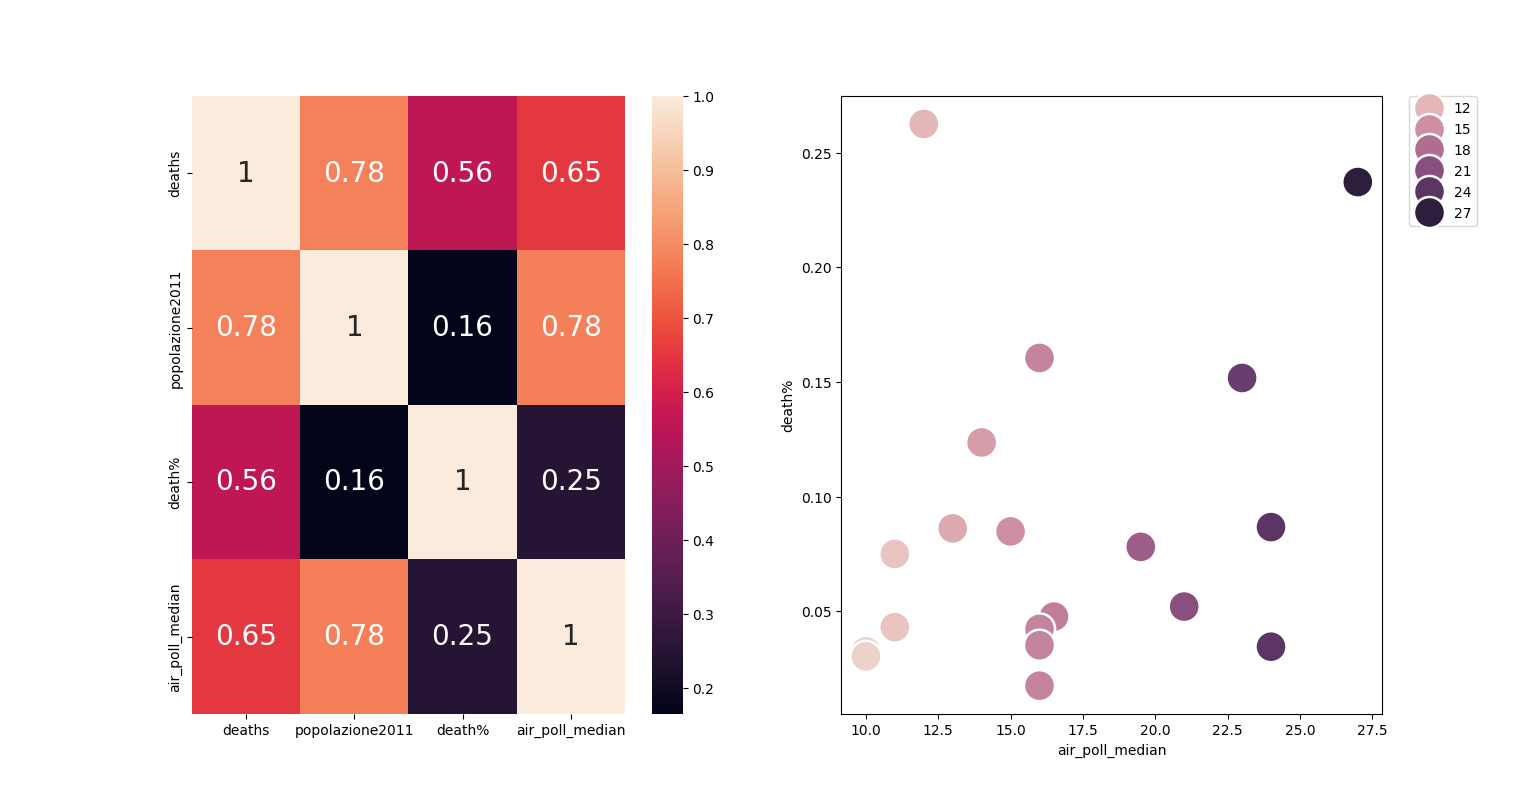 deaths
popolazione2011
death%
air_poll_median
1 0.78 0.56 0.65
0.78 1 0.16 0.78
0.56 0.16 1 0.25
0.65 0.78 0.25 1
deaths popolazione2011 death% air_poll_median
1.0
0.9
0.8
0.7
0.6
0.5
0.4
0.3
0.2
death%
0.25
0.20
0.15
0.10
0.05
10.0 12.5 15.0 17.5 20.0 22.5 25.0 27.5
air_poll_median
12
15
18
21
24
27